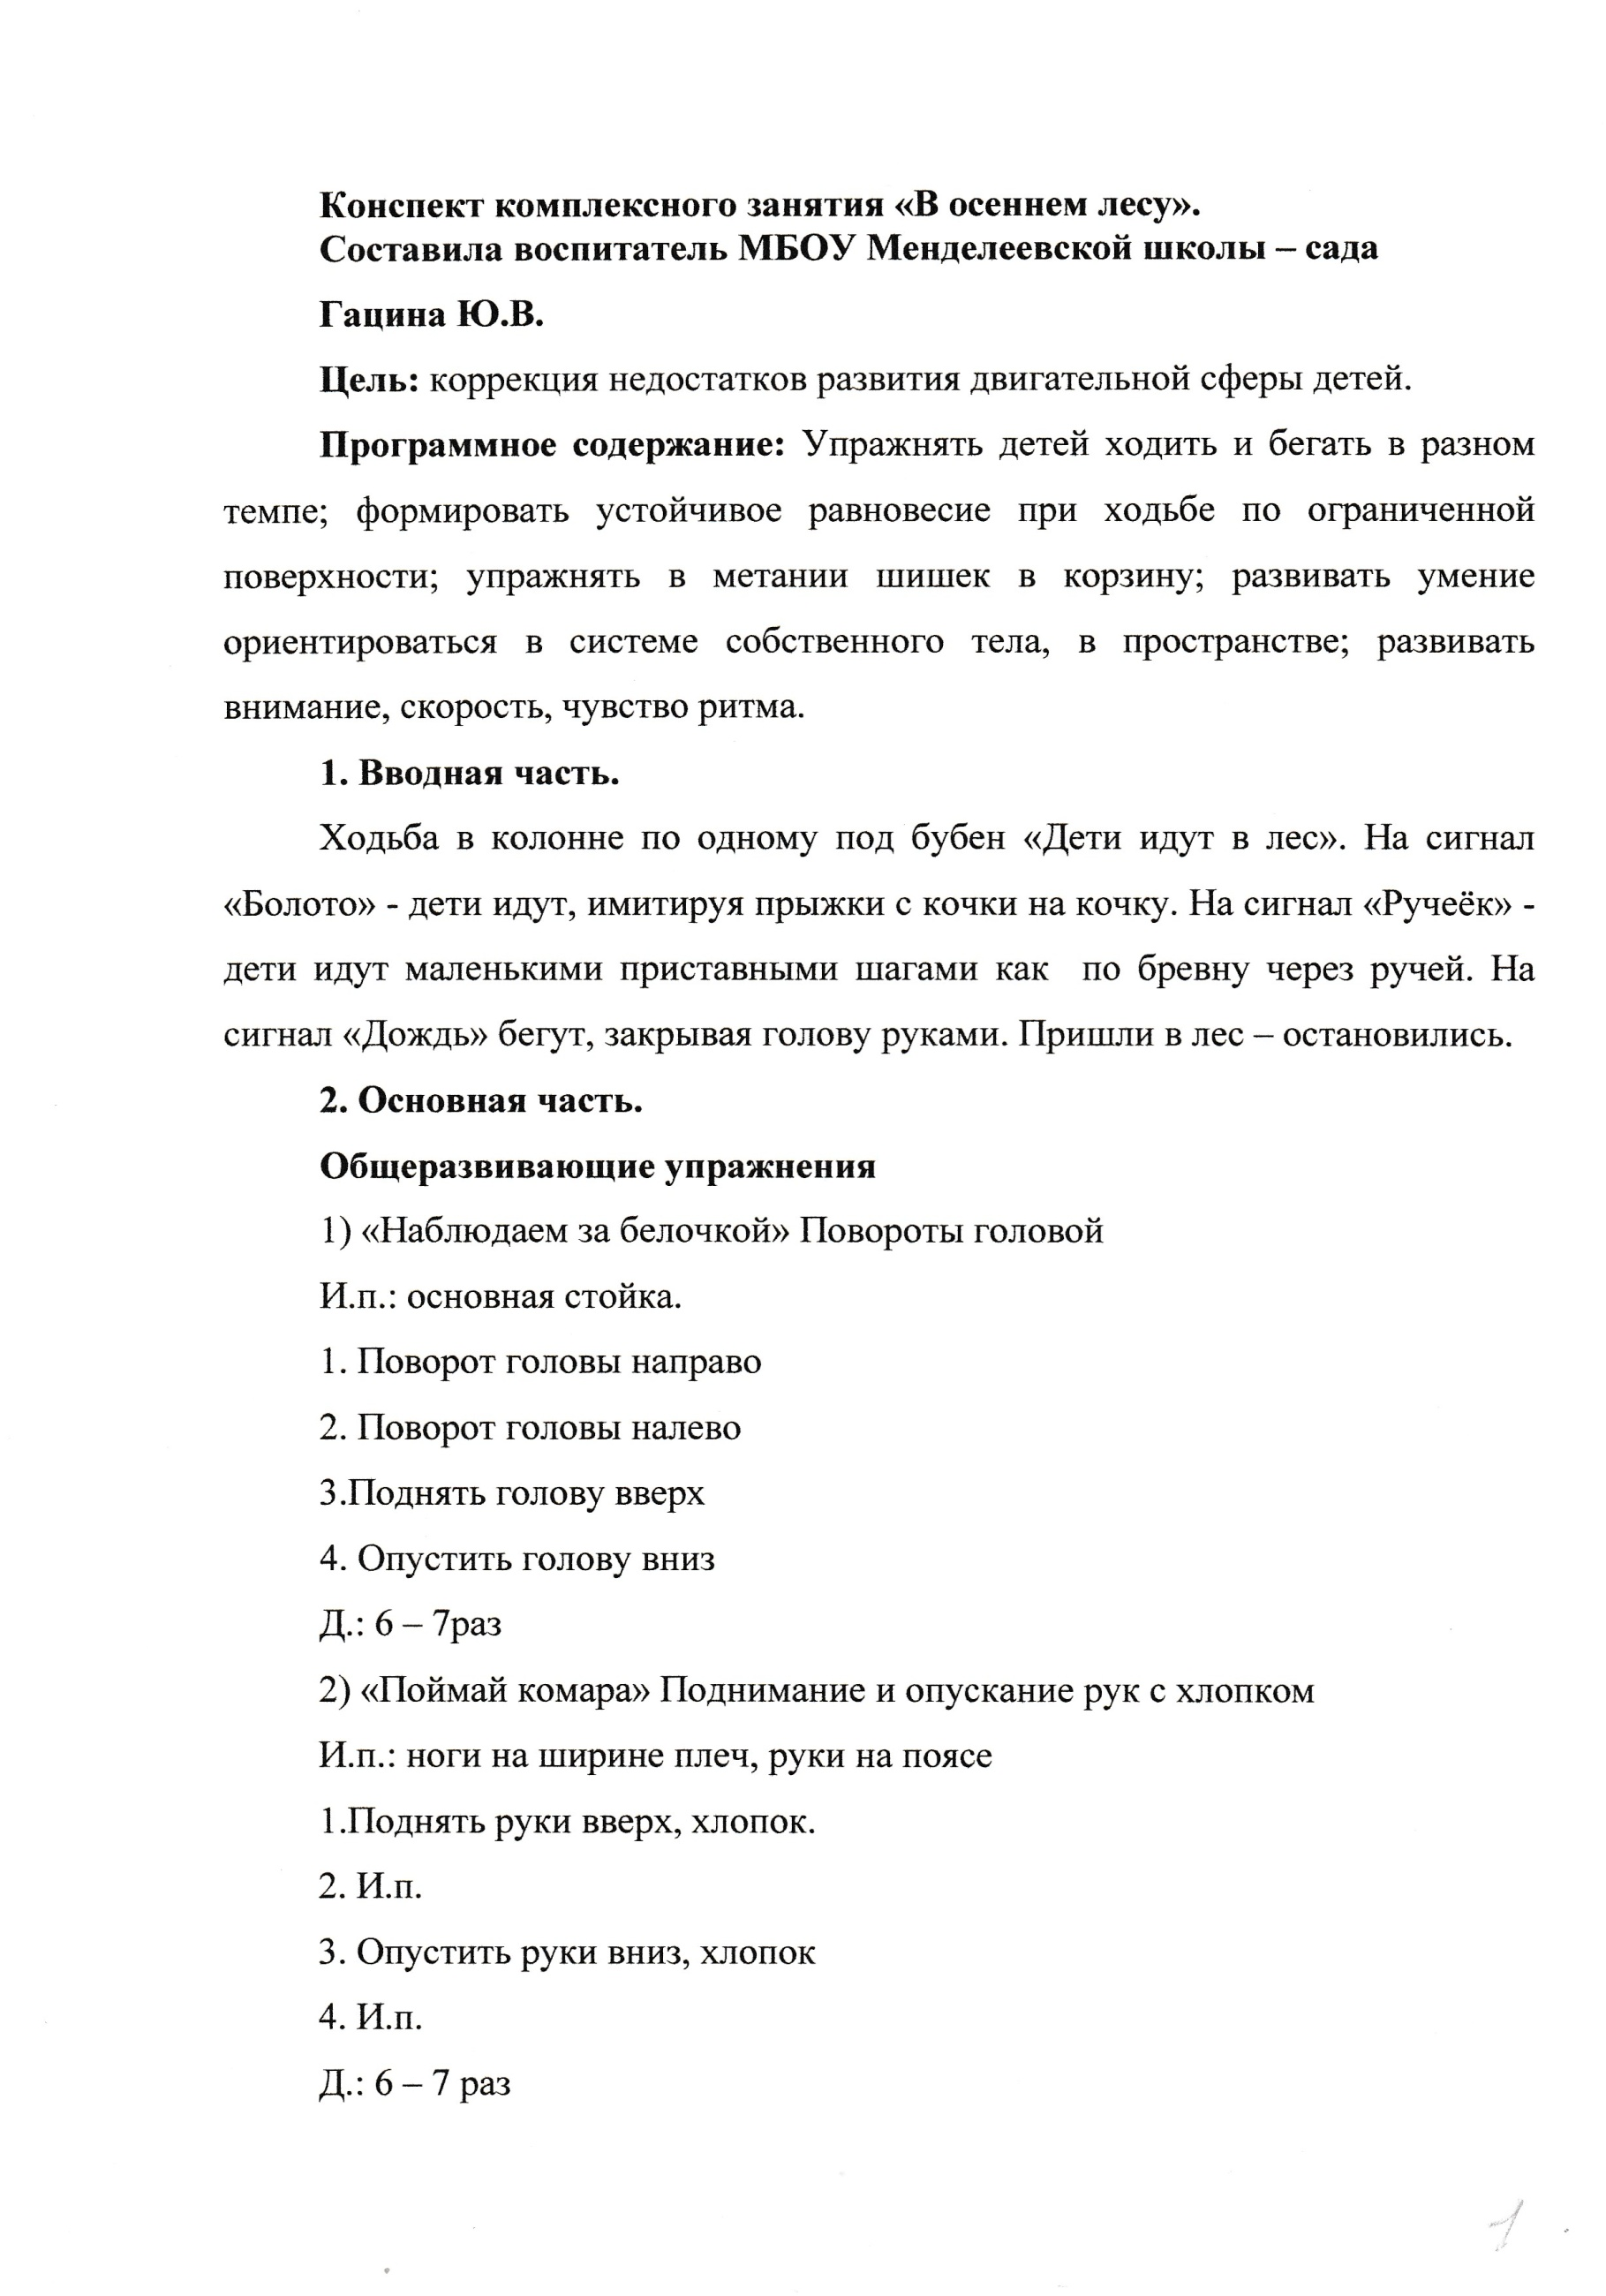 Конспект комплексного занятия «В осеннем лесу».
Составила воспитатель МБОУ Менделеевской школы – сада
Гацина Ю.В.
Цель: коррекция недостатков развития двигательной сферы детей.
Программное содержание: Упражнять детей ходить и бегать в разном
темпе; формировать устойчивое равновесие при ходьбе по ограниченной
поверхности; упражнять в метании шишек в корзину; развивать умение
ориентироваться в системе собственного тела, в пространстве; развивать
внимание, скорость, чувство ритма.
1. Вводная часть.
Ходьба в колонне по одному под бубен «Дети идут в лес». На сигнал
«Болото» - дети идут, имитируя прыжки с кочки на кочку. На сигнал «Ручеёк» -
дети идут маленькими приставными шагами как  по бревну через ручей. На
сигнал «Дождь» бегут, закрывая голову руками. Пришли в лес – остановились.
2. Основная часть.
Общеразвивающие упражнения
1) «Наблюдаем за белочкой» Повороты головой
И.п.: основная стойка.
1. Поворот головы направо
2. Поворот головы налево
3.Поднять голову вверх
4. Опустить голову вниз
Д.: 6 – 7раз
2) «Поймай комара» Поднимание и опускание рук с хлопком
И.п.: ноги на ширине плеч, руки на поясе
1.Поднять руки вверх, хлопок.
2. И.п.
3. Опустить руки вниз, хлопок
4. И.п.
Д.: 6 – 7 раз
1